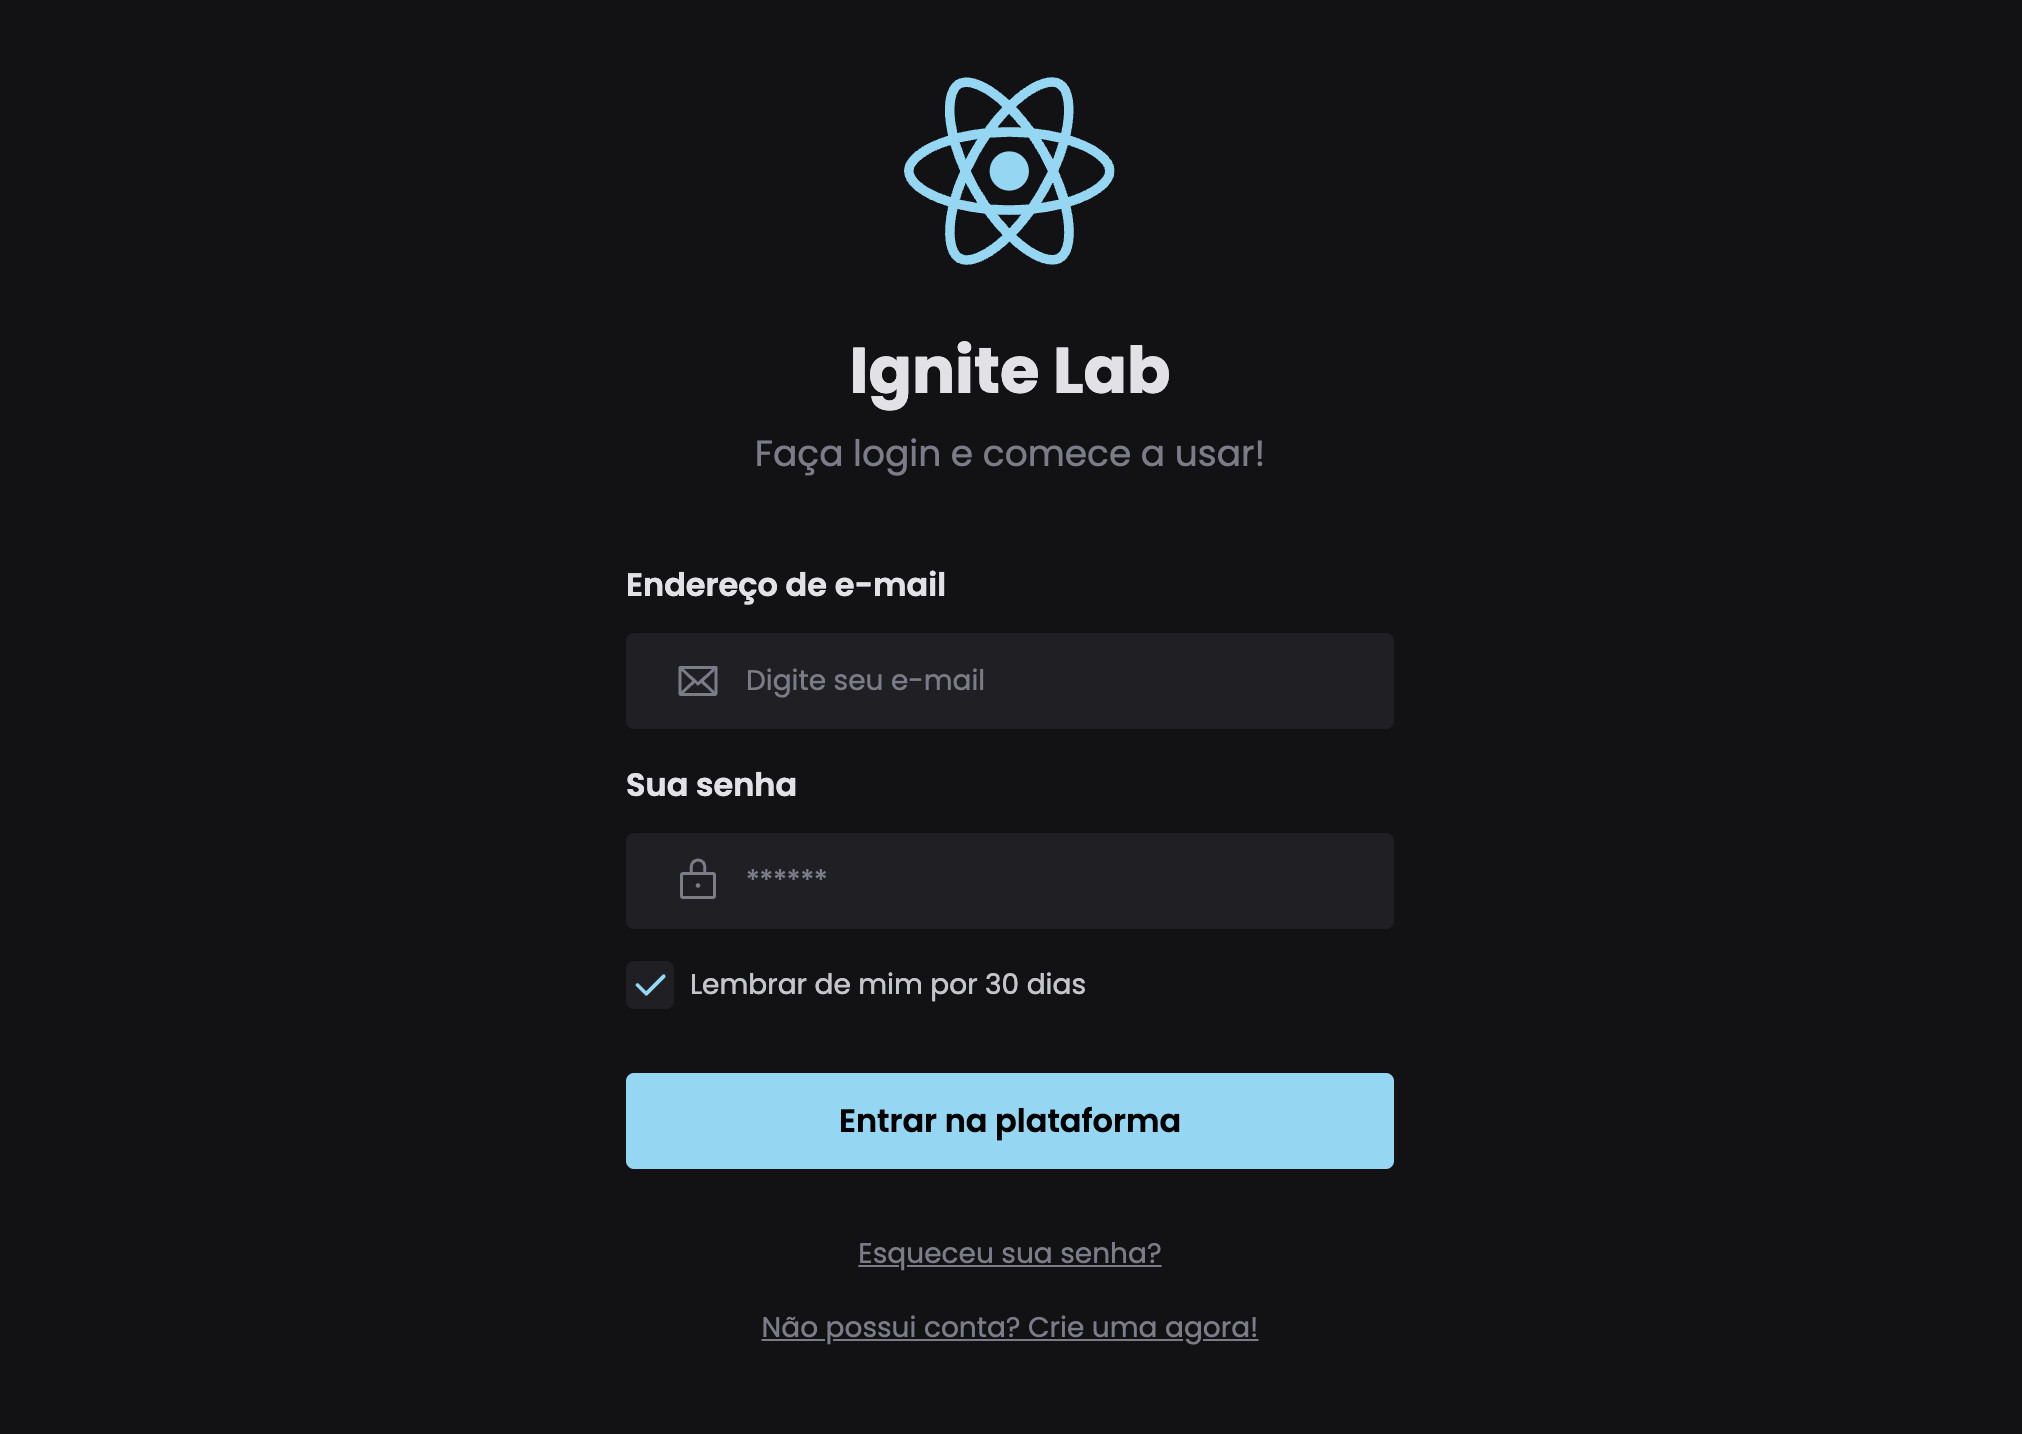 Ignite Lab
Faça login e comece a usar!
Endereço de e-mail
Digite seu e-mail
Sua senha
******
Lembrar de mim por 30 dias
Entrar na plataforma
Esqueceu sua senha?
Não possui conta? Crie uma agora!